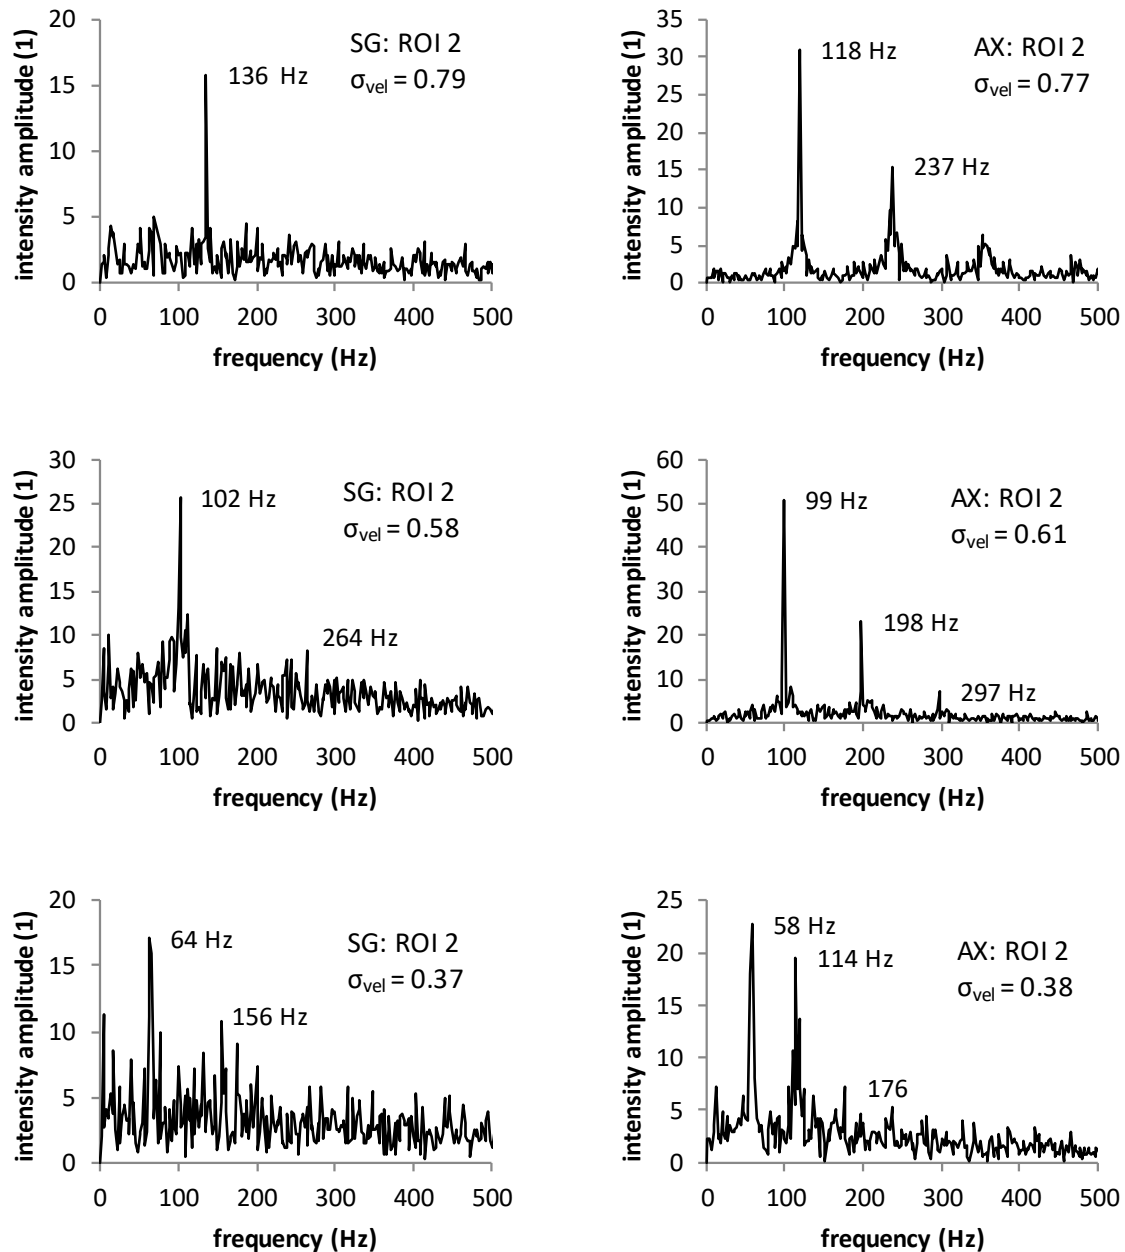 20
15
10
5
0
intensity amplitude (1)
136 Hz
SG: ROI 2
σvel = 0.79
0 100 200 300 400 500
frequency (Hz)
35
30
25
20
15
10
5
0
intensity amplitude (1)
118 Hz
237 Hz
AX: ROI 2
σvel = 0.77
0 100 200 300 400 500
frequency (Hz)
30
25
20
15
10
5
0
intensity amplitude (1)
102 Hz
264 Hz
SG: ROI 2
σvel = 0.58
0 100 200 300 400 500
frequency (Hz)
60
50
40
30
20
10
0
intensity amplitude (1)
99 Hz
198 Hz
297 Hz
AX: ROI 2
σvel = 0.61
0 100 200 300 400 500
frequency (Hz)
20
15
10
5
0
intensity amplitude (1)
64 Hz
156 Hz
SG: ROI 2
σvel = 0.37
0 100 200 300 400 500
frequency (Hz)
25
20
15
10
5
0
intensity amplitude (1)
58 Hz
114 Hz
176
AX: ROI 2
σvel = 0.38
0 100 200 300 400 500
frequency (Hz)